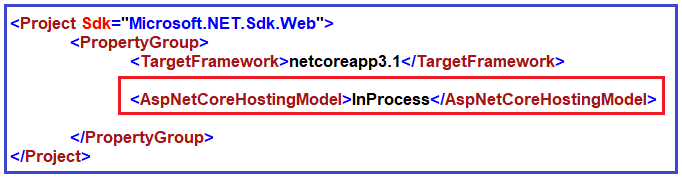 <Project Sdk="Microsoft.NET.Sdk.Web">
<PropertyGroup>
<TargetFramework>netcoreapp3.1</TargetFramework>
<AspNetCoreHostingModel>InProcess</AspNetCoreHostingModel>
</PropertyGroup>
</Project>